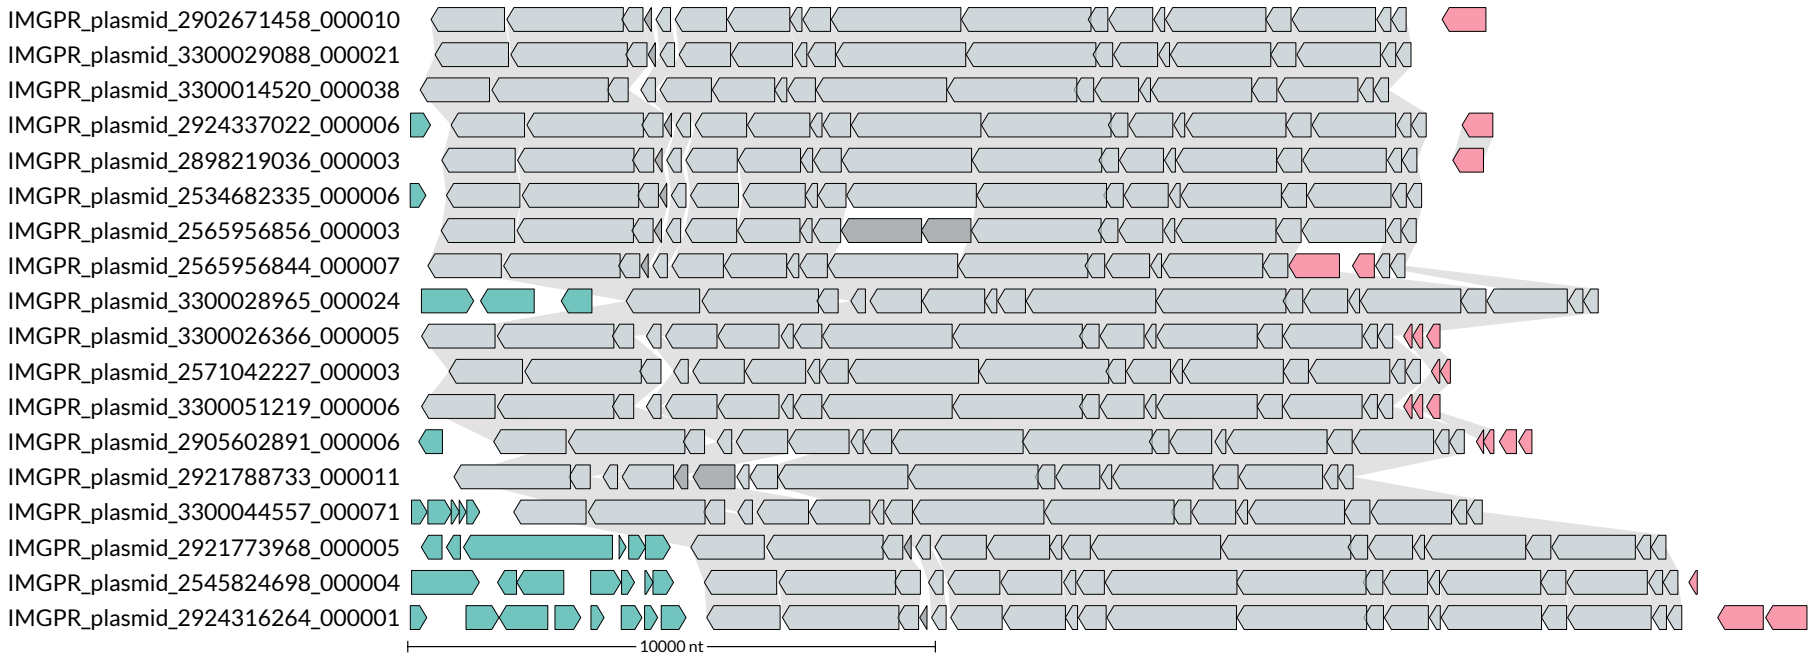 IMGPR_plasmid_2902671458_000010
IMGPR_plasmid_3300029088_000021
IMGPR_plasmid_3300014520_000038
IMGPR_plasmid_2924337022_000006
IMGPR_plasmid_2898219036_000003
IMGPR_plasmid_2534682335_000006
IMGPR_plasmid_2565956856_000003
IMGPR_plasmid_2565956844_000007
IMGPR_plasmid_3300028965_000024
IMGPR_plasmid_3300026366_000005
IMGPR_plasmid_2571042227_000003
IMGPR_plasmid_3300051219_000006
IMGPR_plasmid_2905602891_000006
IMGPR_plasmid_2921788733_000011
IMGPR_plasmid_3300044557_000071
IMGPR_plasmid_2921773968_000005
IMGPR_plasmid_2545824698_000004
IMGPR_plasmid_2924316264_000001
10000 nt